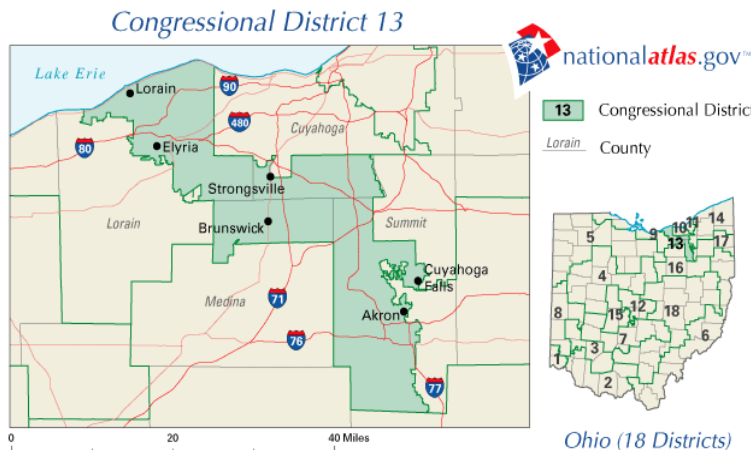 Congressional District 13
nationalatlas.gov™
Lake Erie
Lorain
90
13 Congressional Distric
480
Cuyahoga
Lorain County
80
Elyria
Strongsville
Lorain
Brunswick
Summit
Cuyahoga
Falls
Medina
71
Akron
76
77
0 20 40 Miles
14
11
10
9
5
13
17
4
16
12
15
18
8
7
6
3
1
2
Ohio (18 Districts)